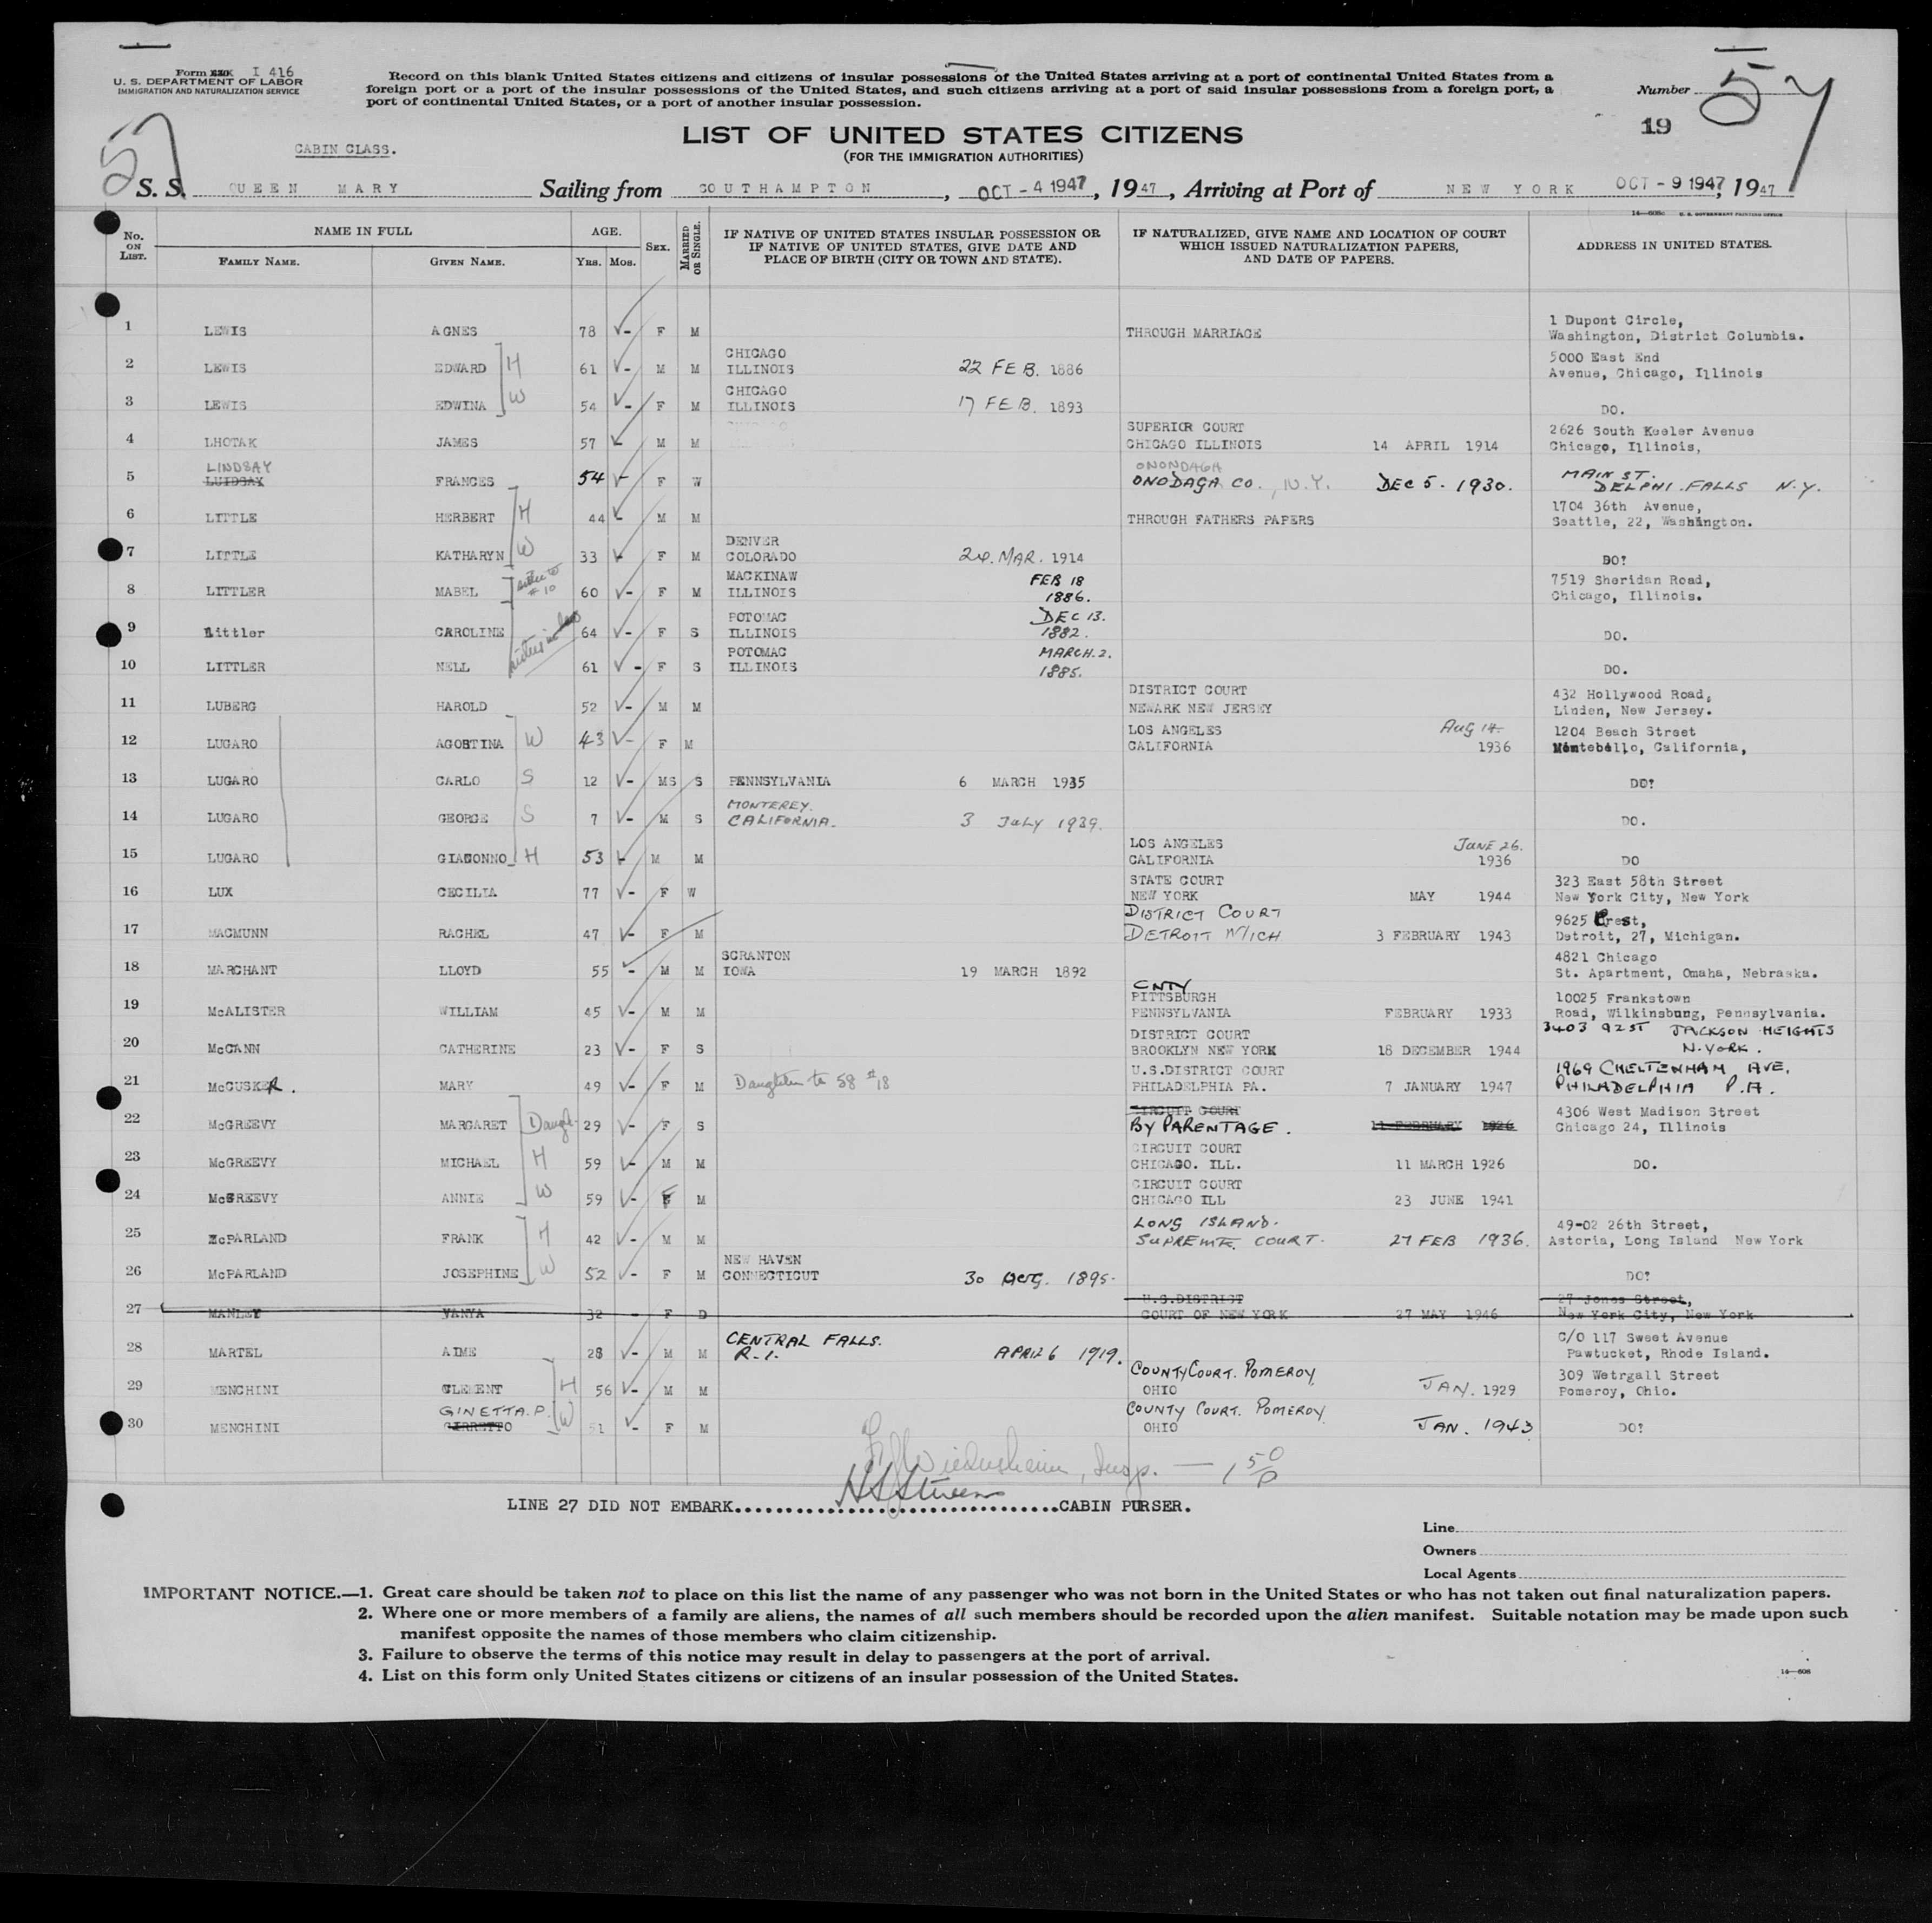 Form I 416
U. S. DEPARTMENT OF LABOR
IMMIGRATION AND NATURALIZATION SERVICE
Record on this blank United States citizens and citizens of insular possessions of the United States arriving at a port of continental United States from a
foreign port or a port of the insular possessions of the United States, and such citizens arriving at a port of said insular possessions from a foreign port, a
port of continental United States, or a port of another insular possession.
Number 57
19
57
CABIN CLASS.
LIST OF UNITED STATES CITIZENS
(FOR THE IMMIGRATION AUTHORITIES)
S. S. QUEEN MARY Sailing from SOUTHAMPTON, OCT - 4 1947, 1947, Arriving at Port of NEW YORK OCT - 9 1947, 1947
No. ON LIST. NAME IN FULL FAMILY NAME. GIVEN NAME. AGE. YRS. MOS. SEX. MARRIED OR SINGLE. IF NATIVE OF UNITED STATES INSULAR POSSESSION OR IF NATIVE OF UNITED STATES, GIVE DATE AND PLACE OF BIRTH (CITY OR TOWN AND STATE). IF NATURALIZED, GIVE NAME AND LOCATION OF COURT WHICH ISSUED NATURALIZATION PAPERS, AND DATE OF PAPERS. ADDRESS IN UNITED STATES.
1 LEWIS AGNES 78 - F M THROUGH MARRIAGE 1 Dupont Circle, Washington, District Columbia.
2 LEWIS EDWARD H 61 - M M CHICAGO ILLINOIS 22 FEB. 1886 5000 East End Avenue, Chicago, Illinois
3 LEWIS EDWINA W 54 - F M CHICAGO ILLINOIS 17 FEB. 1893 DO.
4 LHOTAK JAMES 57 - M M SUPERIOR COURT CHICAGO ILLINOIS 14 APRIL 1914 2626 South Keeler Avenue Chicago, Illinois,
5 LINDSAY LUIDSAY FRANCES 54 - F W ONONDAGA ONODAGA CO., N.Y. DEC 5. 1930. MAIN ST. DELPHI FALLS N.Y.
6 LITTLE HERBERT H 44 - M M THROUGH FATHERS PAPERS 1704 36th Avenue, Seattle, 22, Washington.
7 LITTLE KATHARYN W 33 - F M DENVER COLORADO 24. MAR. 1914 DO?
8 LITTLER MABEL # 10 60 - F M MACKINAW ILLINOIS FEB 18 1886. 7519 Sheridan Road, Chicago, Illinois.
9 Littler CAROLINE sisters in law 64 - F S POTOMAC ILLINOIS DEC 13. 1882. DO.
10 LITTLER NELL 61 - F S POTOMAC ILLINOIS MARCH. 2. 1885. DO.
11 LUBERG HAROLD 52 - M M DISTRICT COURT NEWARK NEW JERSEY 432 Hollywood Road, Linden, New Jersey.
12 LUGARO AGOSTINA W 43 - F M LOS ANGELES CALIFORNIA Aug 14. 1936 1204 Beach Street Montebello, California,
13 LUGARO CARLO S 12 - MS S PENNSYLVANIA 6 MARCH 1935 DO?
14 LUGARO GEORGE S 7 - M S MONTEREY. CALIFORNIA. 3 July 1939. DO.
15 LUGARO GIACONNO H 53 - M M LOS ANGELES CALIFORNIA JUNE 26. 1936 DO
16 LUX CECILIA 77 - F W STATE COURT NEW YORK MAY 1944 323 East 58th Street New York City, New York
17 MACMUNN RACHEL 47 - F M DISTRICT COURT DETROIT MICH 3 FEBRUARY 1943 9625 Crest, Detroit, 27, Michigan.
18 MARCHANT LLOYD 55 - M M SCRANTON IOWA 19 MARCH 1892 4821 Chicago St. Apartment, Omaha, Nebraska.
19 McALISTER WILLIAM 45 - M M CNTY PITTSBURGH PENNSYLVANIA FEBRUARY 1933 10025 Frankstown Road, Wilkinsbung, Pennsylvania.
20 McCANN CATHERINE 23 - F S DISTRICT COURT BROOKLYN NEW YORK 18 DECEMBER 1944 3403 92ST JACKSON HEIGHTS N.YORK.
21 McCUSKER. MARY 49 - F M Daughter to 58 #18 U.S.DISTRICT COURT PHILADELPHIA PA. 7 JANUARY 1947 1969 CHELTENHAM AVE, PHILADELPHIA P.A.
22 McGREEVY MARGARET Daught. 29 - F S CIRCUIT COURT BY PARENTAGE. 11 FEBRUARY 1926 4306 West Madison Street Chicago 24, Illinois
23 McGREEVY MICHAEL H 59 - M M CIRCUIT COURT CHICAGO. ILL. 11 MARCH 1926 DO.
24 McGREEVY ANNIE W 59 - F M CIRCUIT COURT CHICAGO ILL 23 JUNE 1941
25 McPARLAND FRANK H 42 - M M LONG ISLAND. SUPREME COURT. 27 FEB 1936. 49-02 26th Street, Astoria, Long Island New York
26 McPARLAND JOSEPHINE W 52 - F M NEW HAVEN CONNECTICUT 30 AUG. 1895. DO?
27 MANLEY VANYA 32 - F D U.S.DISTRICT COURT OF NEW YORK 27 MAY 1946 27 Jones Street, New York City, New York
28 MARTEL AIME 28 - M M CENTRAL FALLS. R.I. APRIL 6 1919. C/O 117 Sweet Avenue Pawtucket, Rhode Island.
29 MENCHINI CLEMENT H 56 - M M COUNTY COURT. POMEROY OHIO JAN. 1929 309 Wetrgall Street Pomeroy, Ohio.
30 MENCHINI GINETTA.P. W 51 - F M COUNTY COURT. POMEROY OHIO JAN. 1943 DO?
Insp. — 1 50/P
LINE 27 DID NOT EMBARK HS Stevens CABIN PURSER.
Line
Owners
Local Agents
IMPORTANT NOTICE.—1. Great care should be taken not to place on this list the name of any passenger who was not born in the United States or who has not taken out final naturalization papers.
2. Where one or more members of a family are aliens, the names of all such members should be recorded upon the alien manifest. Suitable notation may be made upon such
manifest opposite the names of those members who claim citizenship.
3. Failure to observe the terms of this notice may result in delay to passengers at the port of arrival.
4. List on this form only United States citizens or citizens of an insular possession of the United States.
14—608